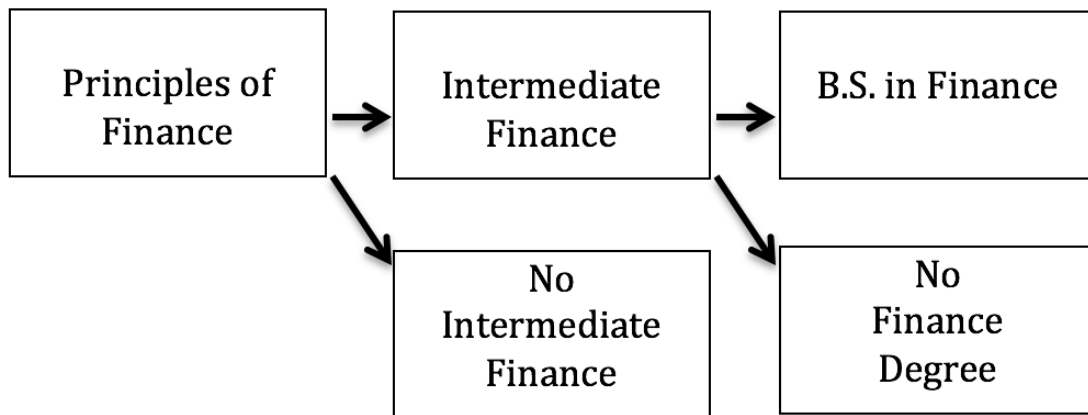 Principles of
Finance
Intermediate
Finance
B.S. in Finance
No
Intermediate
Finance
No
Finance
Degree